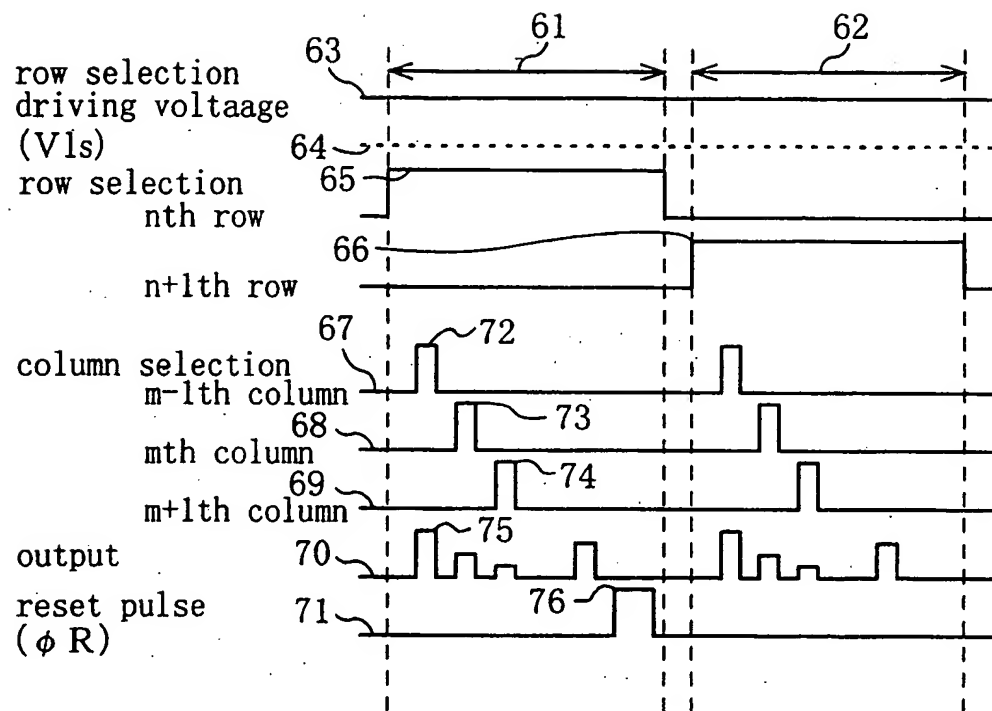 61
62
63
row selection
driving voltaage
(V1s)
64
65
row selection
nth row
66
n+1th row
67
72
column selection
m-1th column
68
73
mth column
69
74
m+1th column
75
output
70
reset pulse
76
71
(φR)